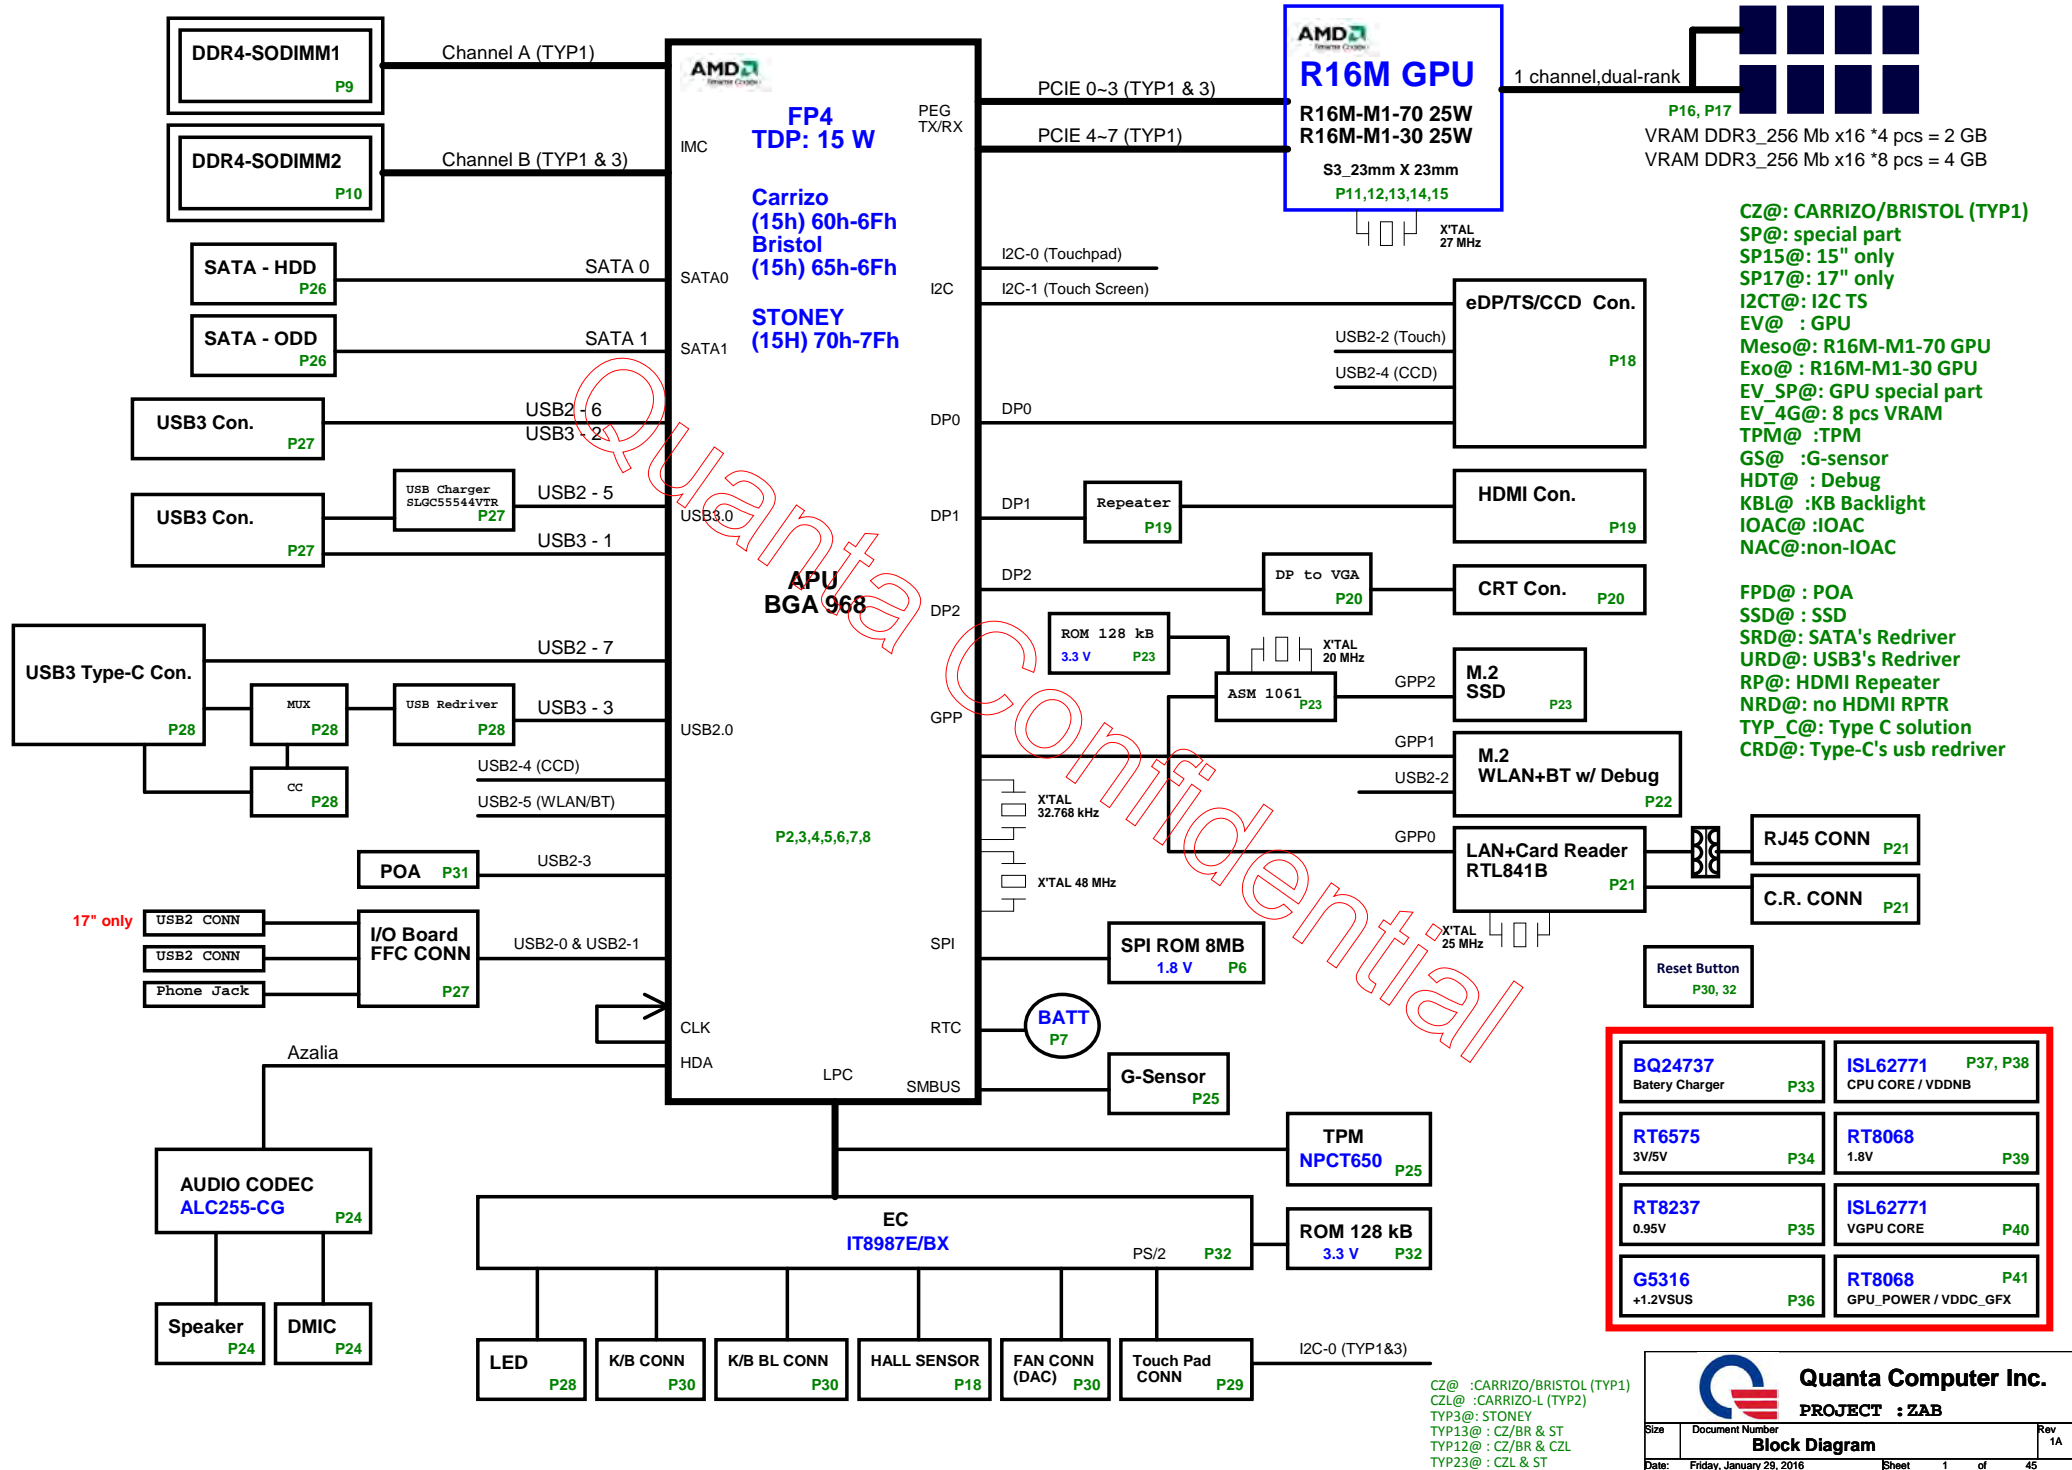 DDR4-SODIMM1
P9
Channel A (TYP1)
DDR4-SODIMM2
P10
Channel B (TYP1 & 3)
SATA - HDD
P26
SATA 0
SATA - ODD
P26
SATA 1
USB3 Con.
P27
USB2 - 6
USB3 - 2
USB3 Con.
P27
USB Charger
SLGC55544VTR
P27
USB2 - 5
USB3 - 1
USB3 Type-C Con.
P28
USB2 - 7
MUX
P28
USB Redriver
P28
USB3 - 3
CC
P28
USB2-4 (CCD)
USB2-5 (WLAN/BT)
POA P31
USB2-3
17" only
USB2 CONN
USB2 CONN
Phone Jack
I/O Board
FFC CONN
P27
USB2-0 & USB2-1
Azalia
AUDIO CODEC
ALC255-CG
P24
Speaker
P24
DMIC
P24
AMD
FP4
TDP: 15 W
Carrizo
(15h) 60h-6Fh
Bristol
(15h) 65h-6Fh
STONEY
(15H) 70h-7Fh
APU
BGA 968
P2,3,4,5,6,7,8
IMC
SATA0
SATA1
USB3.0
USB2.0
CLK
HDA
LPC
PEG
TX/RX
I2C
DP0
DP1
DP2
GPP
SPI
RTC
SMBUS
PCIE 0~3 (TYP1 & 3)
PCIE 4~7 (TYP1)
AMD
R16M GPU
R16M-M1-70 25W
R16M-M1-30 25W
S3_23mm X 23mm
P11,12,13,14,15
X'TAL
27 MHz
1 channel,dual-rank
P16, P17
VRAM DDR3_256 Mb x16 *4 pcs = 2 GB
VRAM DDR3_256 Mb x16 *8 pcs = 4 GB
I2C-0 (Touchpad)
I2C-1 (Touch Screen)
USB2-2 (Touch)
USB2-4 (CCD)
DP0
eDP/TS/CCD Con.
P18
DP1
Repeater
P19
HDMI Con.
P19
DP2
DP to VGA
P20
CRT Con. P20
ROM 128 kB
3.3 V P23
X'TAL
20 MHz
ASM 1061
P23
GPP2
M.2
SSD
P23
GPP1
USB2-2
M.2
WLAN+BT w/ Debug
P22
X'TAL
32.768 kHz
X'TAL 48 MHz
GPP0
LAN+Card Reader
RTL841B
P21
X'TAL
25 MHz
RJ45 CONN P21
C.R. CONN P21
SPI ROM 8MB
1.8 V P6
BATT
P7
G-Sensor
P25
TPM
NPCT650 P25
Reset Button
P30, 32
EC
IT8987E/BX
PS/2 P32
ROM 128 kB
3.3 V P32
LED
P28
K/B CONN
P30
K/B BL CONN
P30
HALL SENSOR
P18
FAN CONN
(DAC) P30
Touch Pad
CONN P29
I2C-0 (TYP1&3)
CZ@: CARRIZO/BRISTOL (TYP1)
SP@: special part
SP15@: 15" only
SP17@: 17" only
I2CT@: I2C TS
EV@ : GPU
Meso@: R16M-M1-70 GPU
Exo@ : R16M-M1-30 GPU
EV_SP@: GPU special part
EV_4G@: 8 pcs VRAM
TPM@ :TPM
GS@ :G-sensor
HDT@ : Debug
KBL@ :KB Backlight
IOAC@ :IOAC
NAC@:non-IOAC
FPD@ : POA
SSD@ : SSD
SRD@: SATA's Redriver
URD@: USB3's Redriver
RP@: HDMI Repeater
NRD@: no HDMI RPTR
TYP_C@: Type C solution
CRD@: Type-C's usb redriver
BQ24737
Batery Charger P33
ISL62771 P37, P38
CPU CORE / VDDNB
RT6575
3V/5V P34
RT8068
1.8V P39
RT8237
0.95V P35
ISL62771
VGPU CORE P40
G5316
+1.2VSUS P36
RT8068 P41
GPU_POWER / VDDC_GFX
CZ@ :CARRIZO/BRISTOL (TYP1)
CZL@ :CARRIZO-L (TYP2)
TYP3@: STONEY
TYP13@ : CZ/BR & ST
TYP12@ : CZ/BR & CZL
TYP23@ : CZL & ST
Quanta Computer Inc.
PROJECT : ZAB
Size Document Number Rev
Block Diagram 1A
Date: Friday, January 29, 2016 Sheet 1 of 45
Quanta Confidential